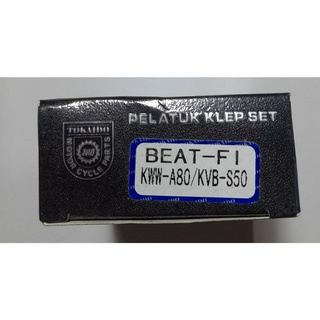 PELATUK KLEP SET
TOKAIDO
MOTOR CYCLE PARTS
BEAT-FI
KWW-A80/KVB-S50